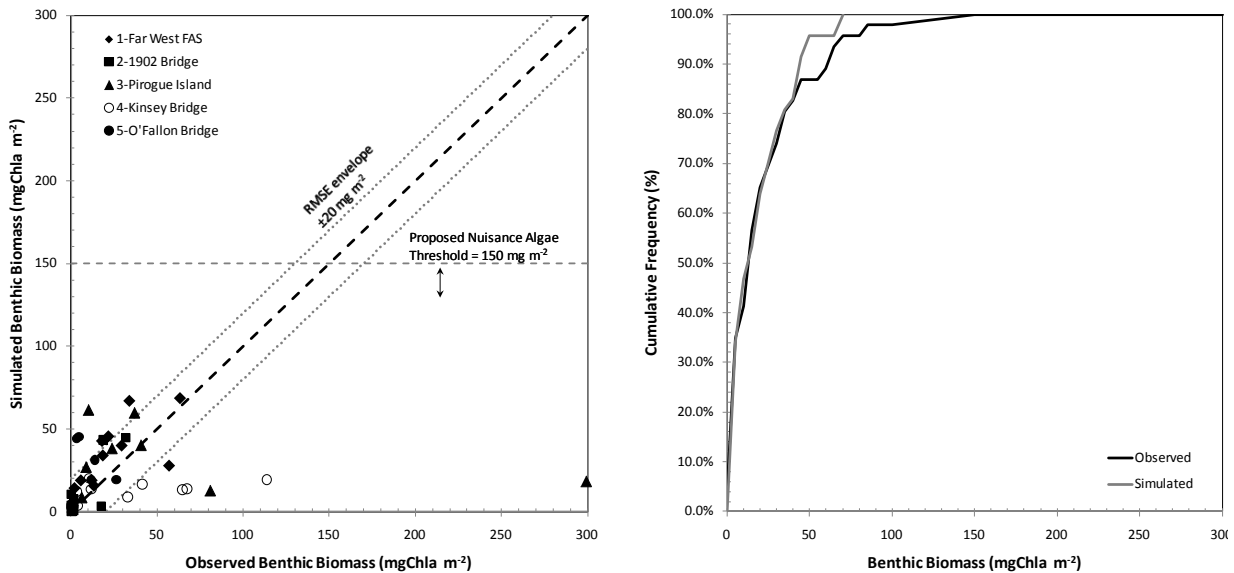 300
250
200
150
100
50
0
0
50
100
150
200
250
300
Simulated Benthic Biomass (mgChla m-2)
Observed Benthic Biomass (mgChla m-2)
1-Far West FAS
2-1902 Bridge
3-Pirogue Island
4-Kinsey Bridge
5-O'Fallon Bridge
RMSE envelope
±20 mg m-2
Proposed Nuisance Algae
Threshold = 150 mg m-2
100.0%
90.0%
80.0%
70.0%
60.0%
50.0%
40.0%
30.0%
20.0%
10.0%
0.0%
0
50
100
150
200
250
300
Cumulative Frequency (%)
Benthic Biomass (mgChla m-2)
Observed
Simulated